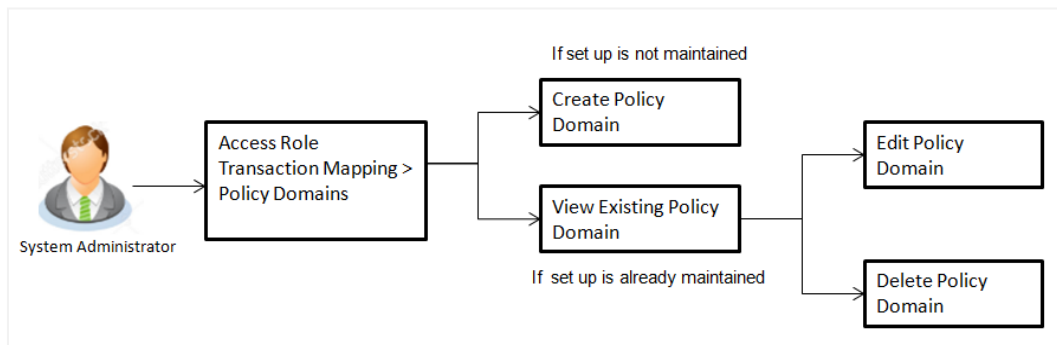 If set up is not maintained
Create Policy
Domain
Access Role
Transaction Mapping >
Policy Domains
Edit Policy
Domain
View Existing Policy
Domain
System Administrator
If set up is already maintained
Delete Policy
Domain